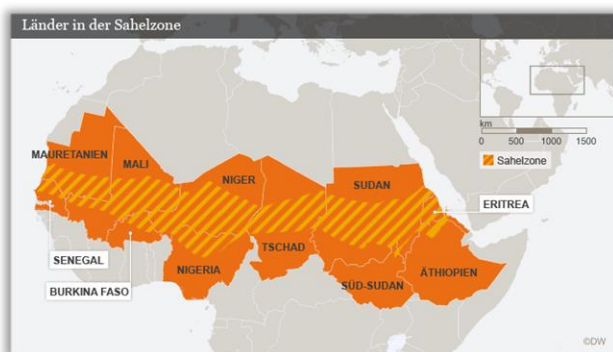 Länder in der Sahelzone
km
0 500 1000 1500
Sahelzone
MAURETANIEN
MALI
NIGER
SUDAN
ERITREA
SENEGAL
TSCHAD
NIGERIA
BURKINA FASO
SÜD-SUDAN
ÄTHIOPIEN
©DW